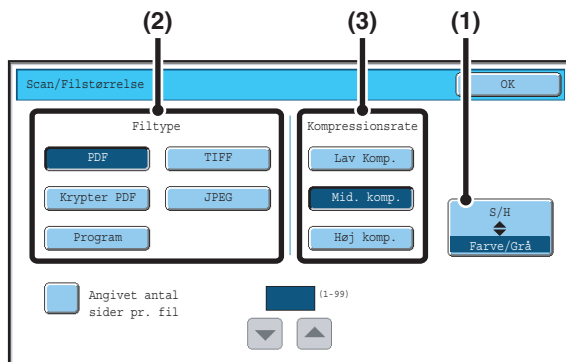 (2)
(3)
(1)
Scan/Filstørrelse
OK
Filtype
Kompressionsrate
PDF
TIFF
Lav Komp.
Krypter PDF
JPEG
Mid. komp.
S/H
Farve/Grå
Program
Høj komp.
Angivet antal
sider pr. fil
(1-99)